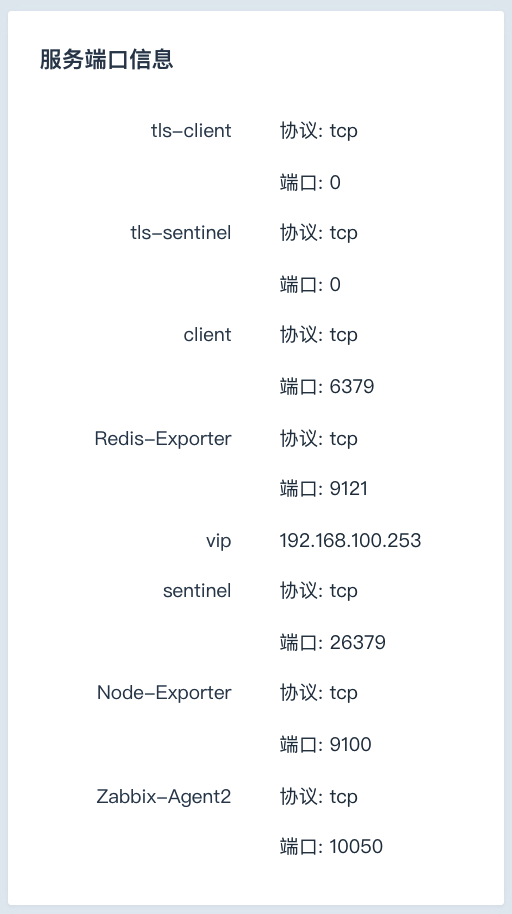 服务端口信息
tls-client 协议: tcp
端口: 0
tls-sentinel 协议: tcp
端口: 0
client 协议: tcp
端口: 6379
Redis-Exporter 协议: tcp
端口: 9121
vip 192.168.100.253
sentinel 协议: tcp
端口: 26379
Node-Exporter 协议: tcp
端口: 9100
Zabbix-Agent2 协议: tcp
端口: 10050